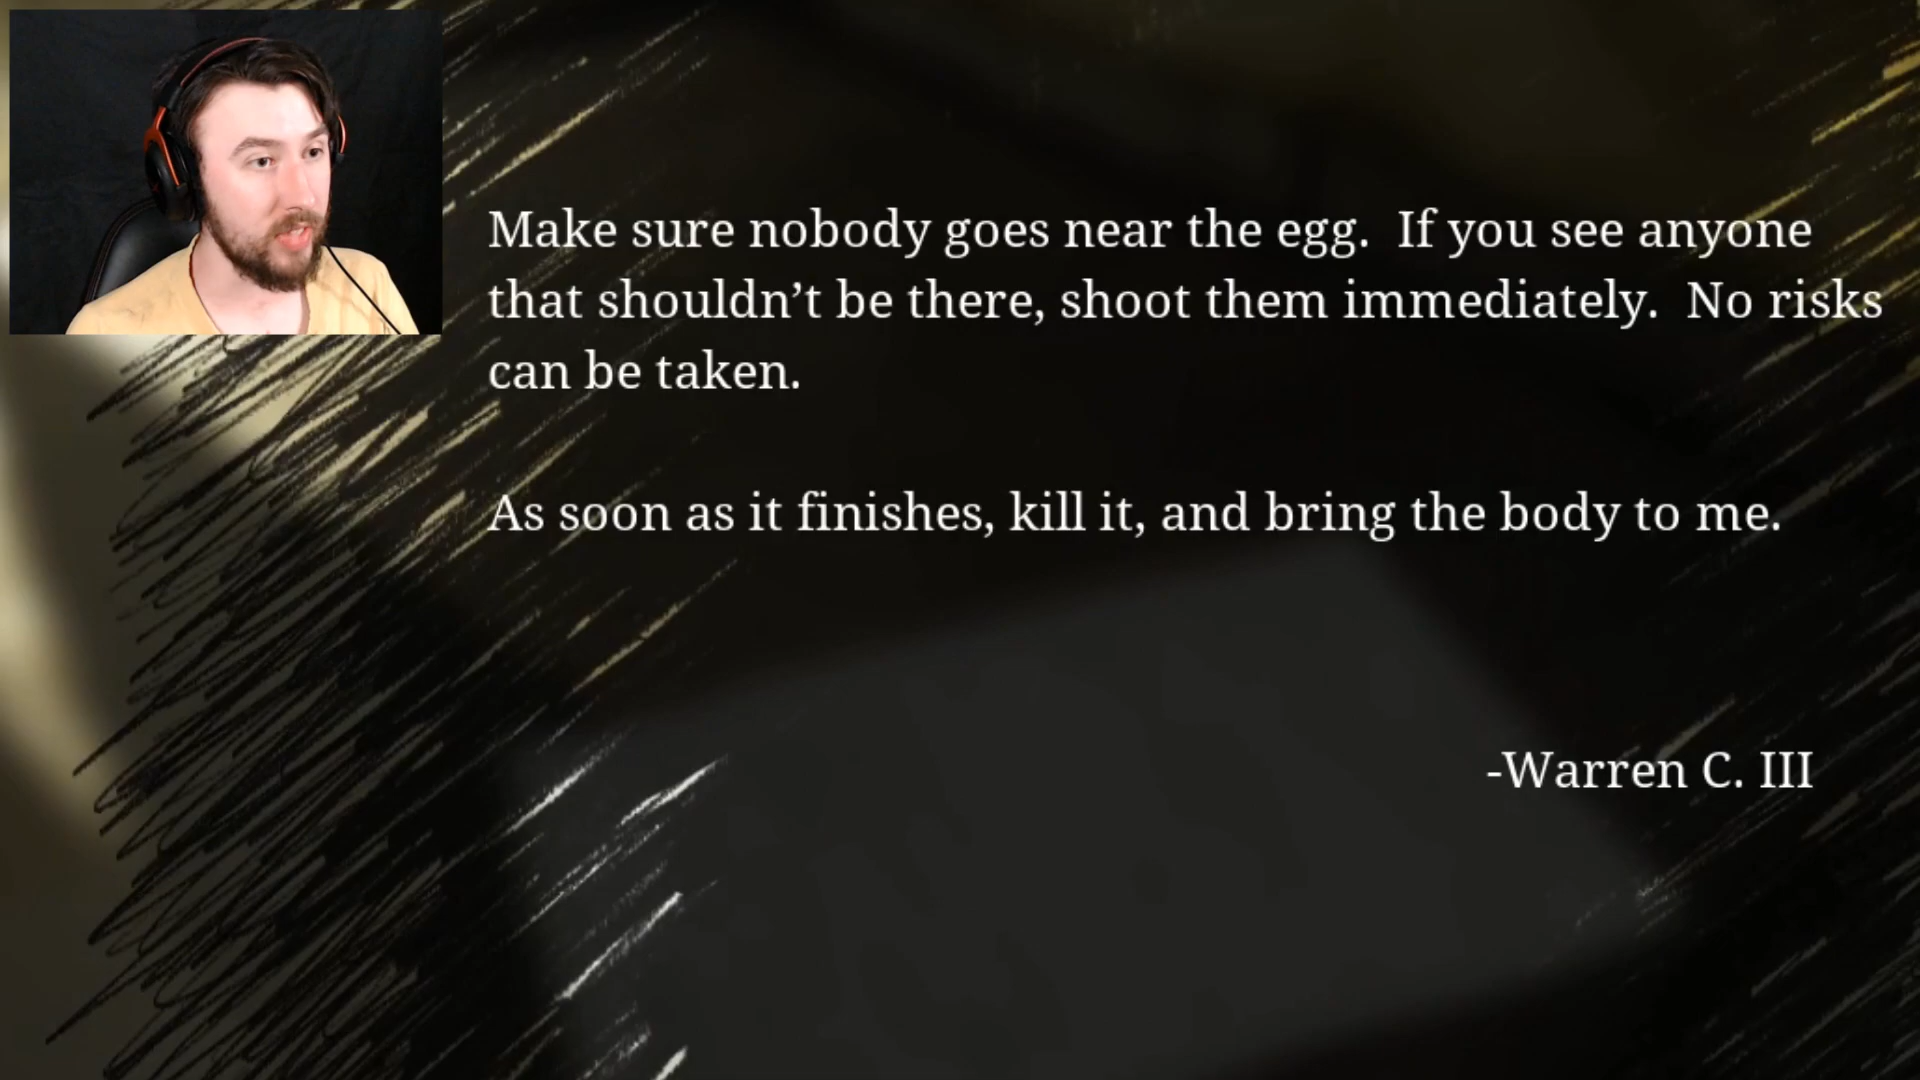 Make sure nobody goes near the egg.  If you see anyone
that shouldn’t be there, shoot them immediately.  No risks
can be taken.
As soon as it finishes, kill it, and bring the body to me.
-Warren C. III